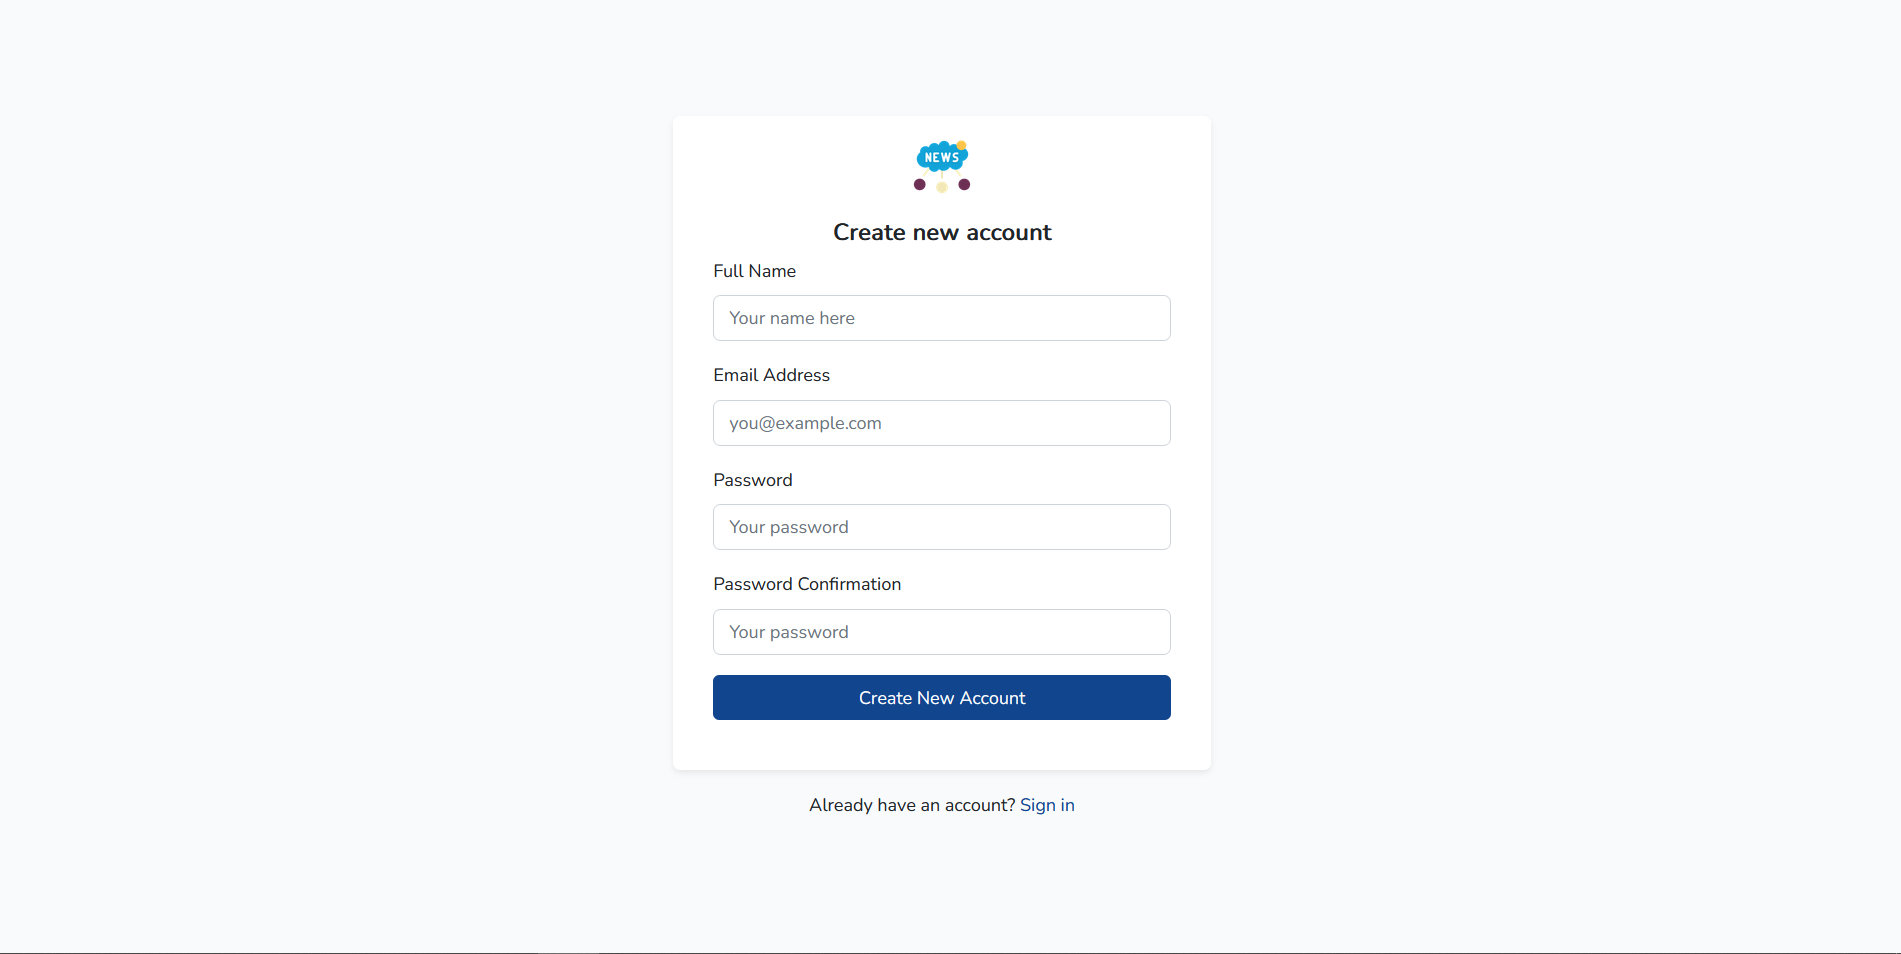 NEWS
Create new account
Full Name
Your name here
Email Address
you@example.com
Password
Your password
Password Confirmation
Your password
Create New Account
Already have an account? Sign in